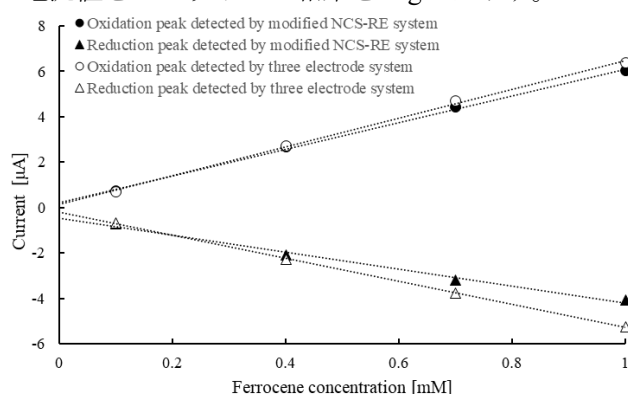 ● Oxidation peak detected by modified NCS-RE system
▲ Reduction peak detected by modified NCS-RE system
○ Oxidation peak detected by three electrode system
△ Reduction peak detected by three electrode system
8
6
4
2
0
-2
-4
-6
Current [μA]
0
0.2
0.4
0.6
0.8
1
Ferrocene concentration [mM]